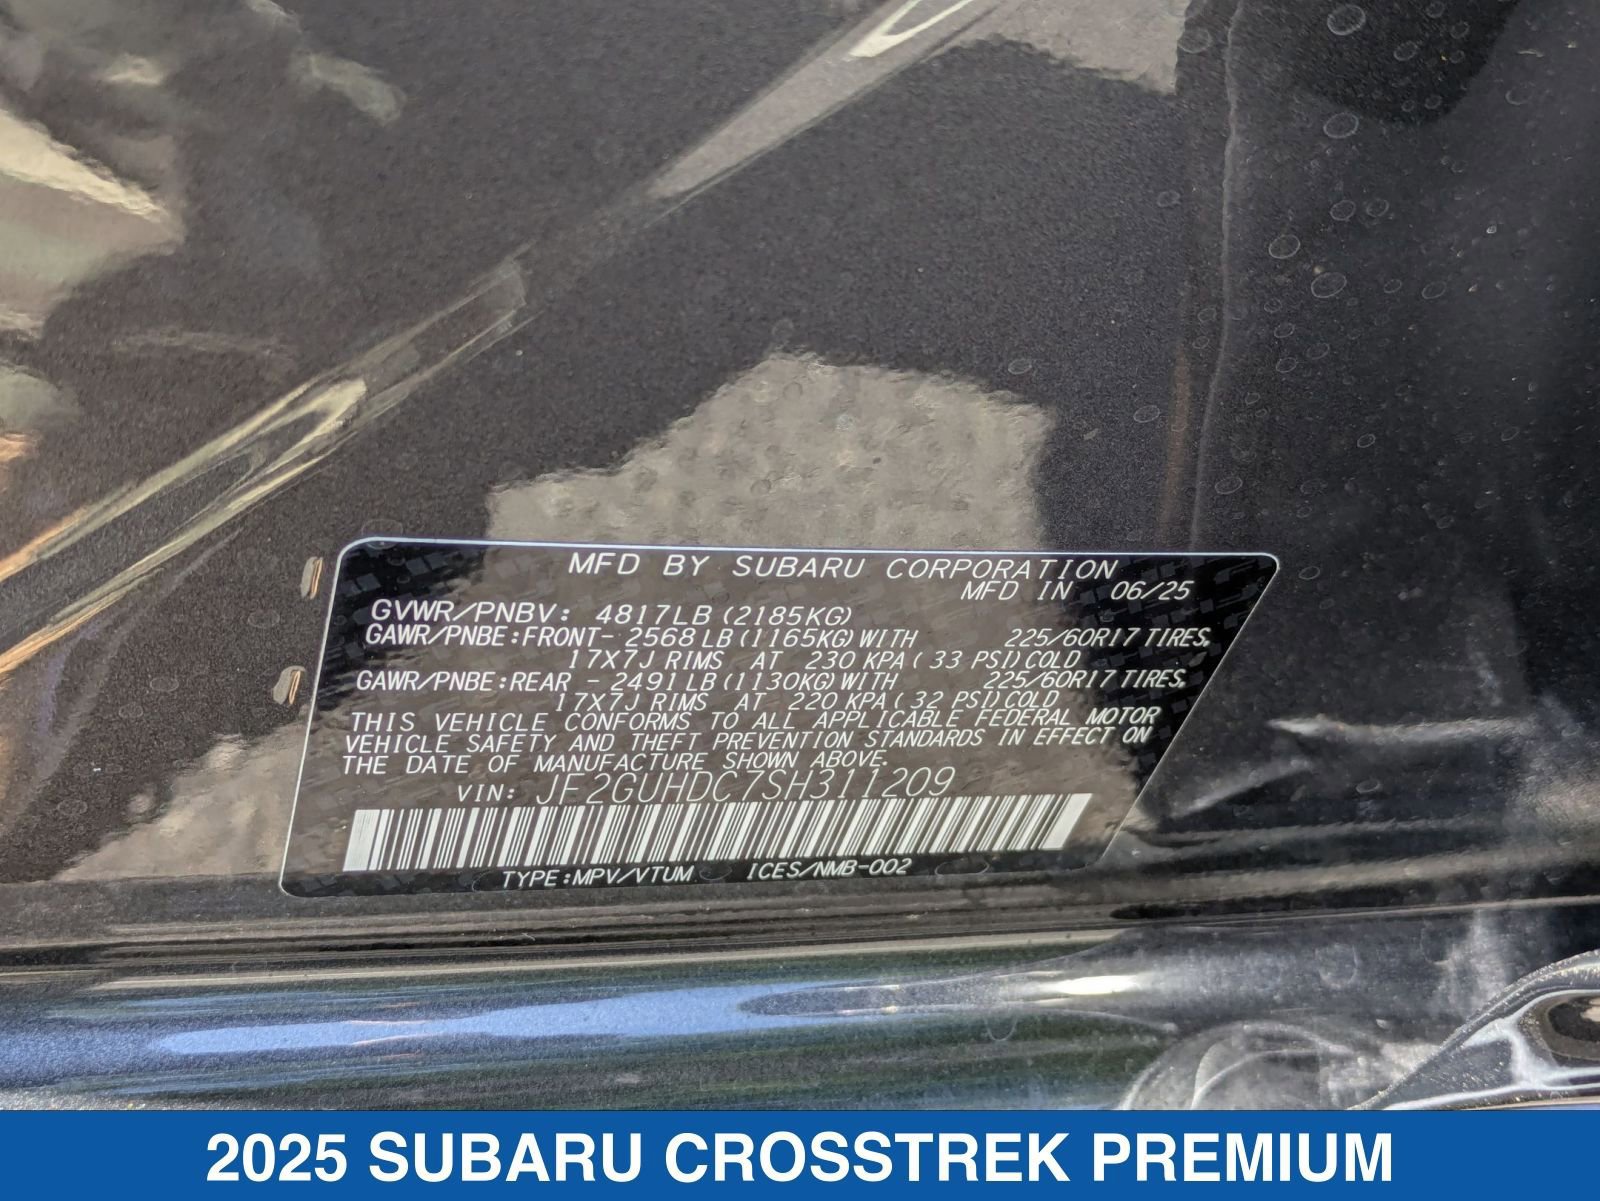 MFD BY SUBARU CORPORATION
MFD IN 06/25
GVWR/PNBV: 4817LB (2185KG)
GAWR/PNBE:FRONT- 2568LB (1165KG) WITH 225/60R17 TIRES,
17X7J RIMS AT 230 KPA( 33 PSI) COLD
GAWR/PNBE:REAR - 2491LB (1130KG) WITH 225/60R17 TIRES,
17X7J RIMS AT 220 KPA( 32 PSI) COLD
THIS VEHICLE CONFORMS TO ALL APPLICABLE FEDERAL MOTOR
VEHICLE SAFETY AND THEFT PREVENTION STANDARDS IN EFFECT ON
THE DATE OF MANUFACTURE SHOWN ABOVE.
VIN: JF2GUHDC7SH311209
TYPE:MPV/VTUM ICES/NMB-002
2025 SUBARU CROSSTREK PREMIUM